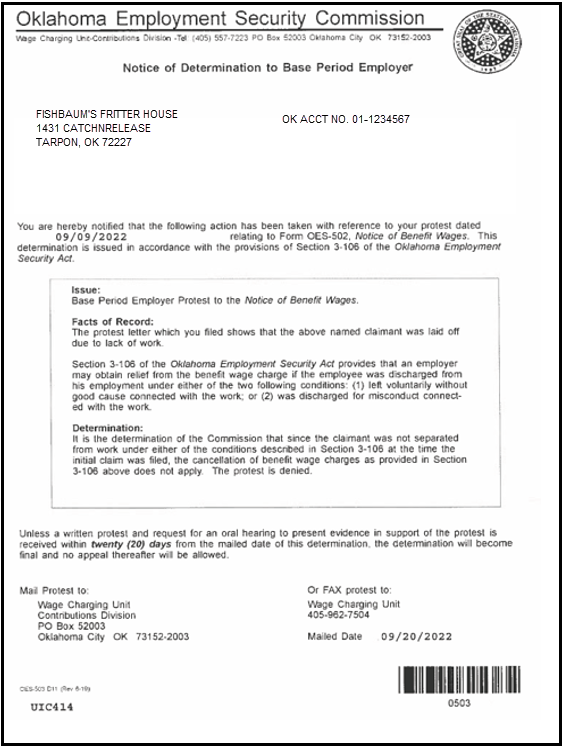 Oklahoma Employment Security Commission
Wage Charging Unit-Contributions Division -Tel (405) 557-7223 PO Box 52003 Oklahoma City OK 73152-2003
Notice of Determination to Base Period Employer
FISHBAUM'S FRITTER HOUSE
1431 CATCHNRELEASE
TARPON, OK 72227
OK ACCT NO. 01-1234567
You are hereby notified that the following action has been taken with reference to your protest dated
09/09/2022 relating to Form OES-502, Notice of Benefit Wages. This
determination is issued in accordance with the provisions of Section 3-106 of the Oklahoma Employment
Security Act.
Issue:
Base Period Employer Protest to the Notice of Benefit Wages.
Facts of Record:
The protest letter which you filed shows that the above named claimant was laid off
due to lack of work.
Section 3-106 of the Oklahoma Employment Security Act provides that an employer
may obtain relief from the benefit wage charge if the employee was discharged from
his employment under either of the two following conditions: (1) left voluntarily without
good cause connected with the work; or (2) was discharged for misconduct connect-
ed with the work.
Determination:
It is the determination of the Commission that since the claimant was not separated
from work under either of the conditions described in Section 3-106 at the time the
initial claim was filed, the cancellation of benefit wage charges as provided in Section
3-106 above does not apply. The protest is denied.
Unless a written protest and request for an oral hearing to present evidence in support of the protest is
received within twenty (20) days from the mailed date of this determination, the determination will become
final and no appeal thereafter will be allowed.
Mail Protest to:
Wage Charging Unit
Contributions Division
PO Box 52003
Oklahoma City OK 73152-2003
Or FAX protest to:
Wage Charging Unit
405-962-7504
Mailed Date 09/20/2022
OES-503 D11
UIC414
0503